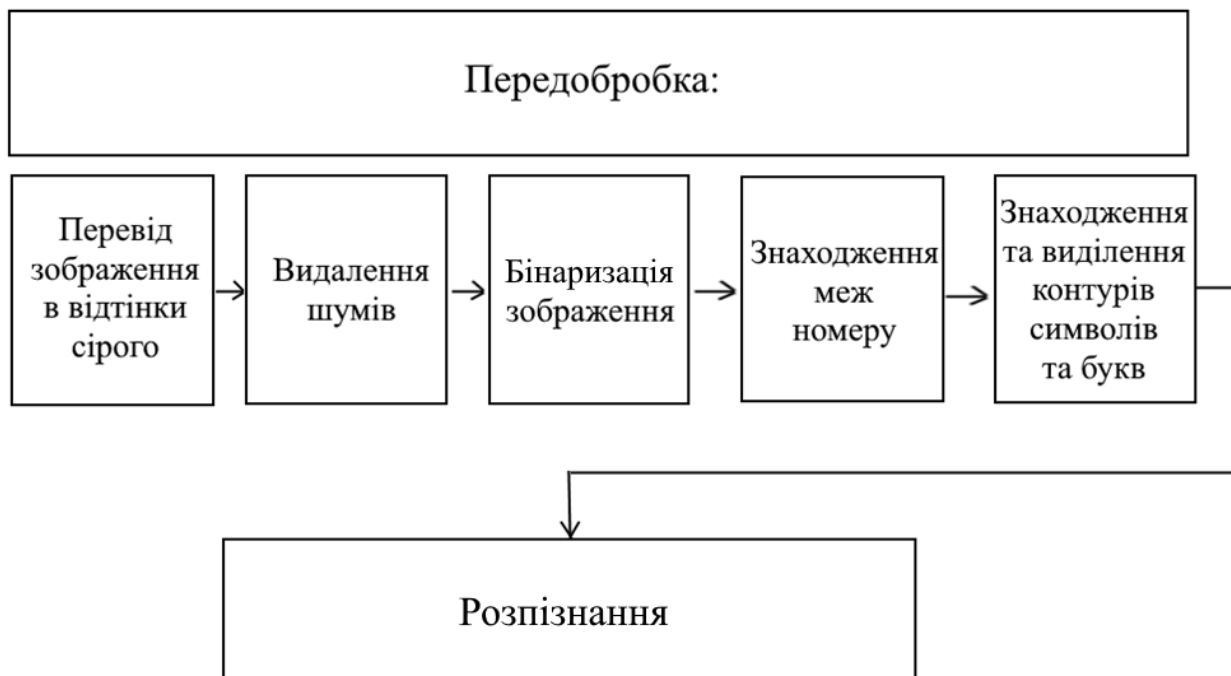 Передобробка:
Перевід
зображення
в відтінки
сірого
Видалення
шумів
Бінаризація
зображення
Знаходження
меж
номеру
Знаходження
та виділення
контурів
символів
та букв
Розпізнання